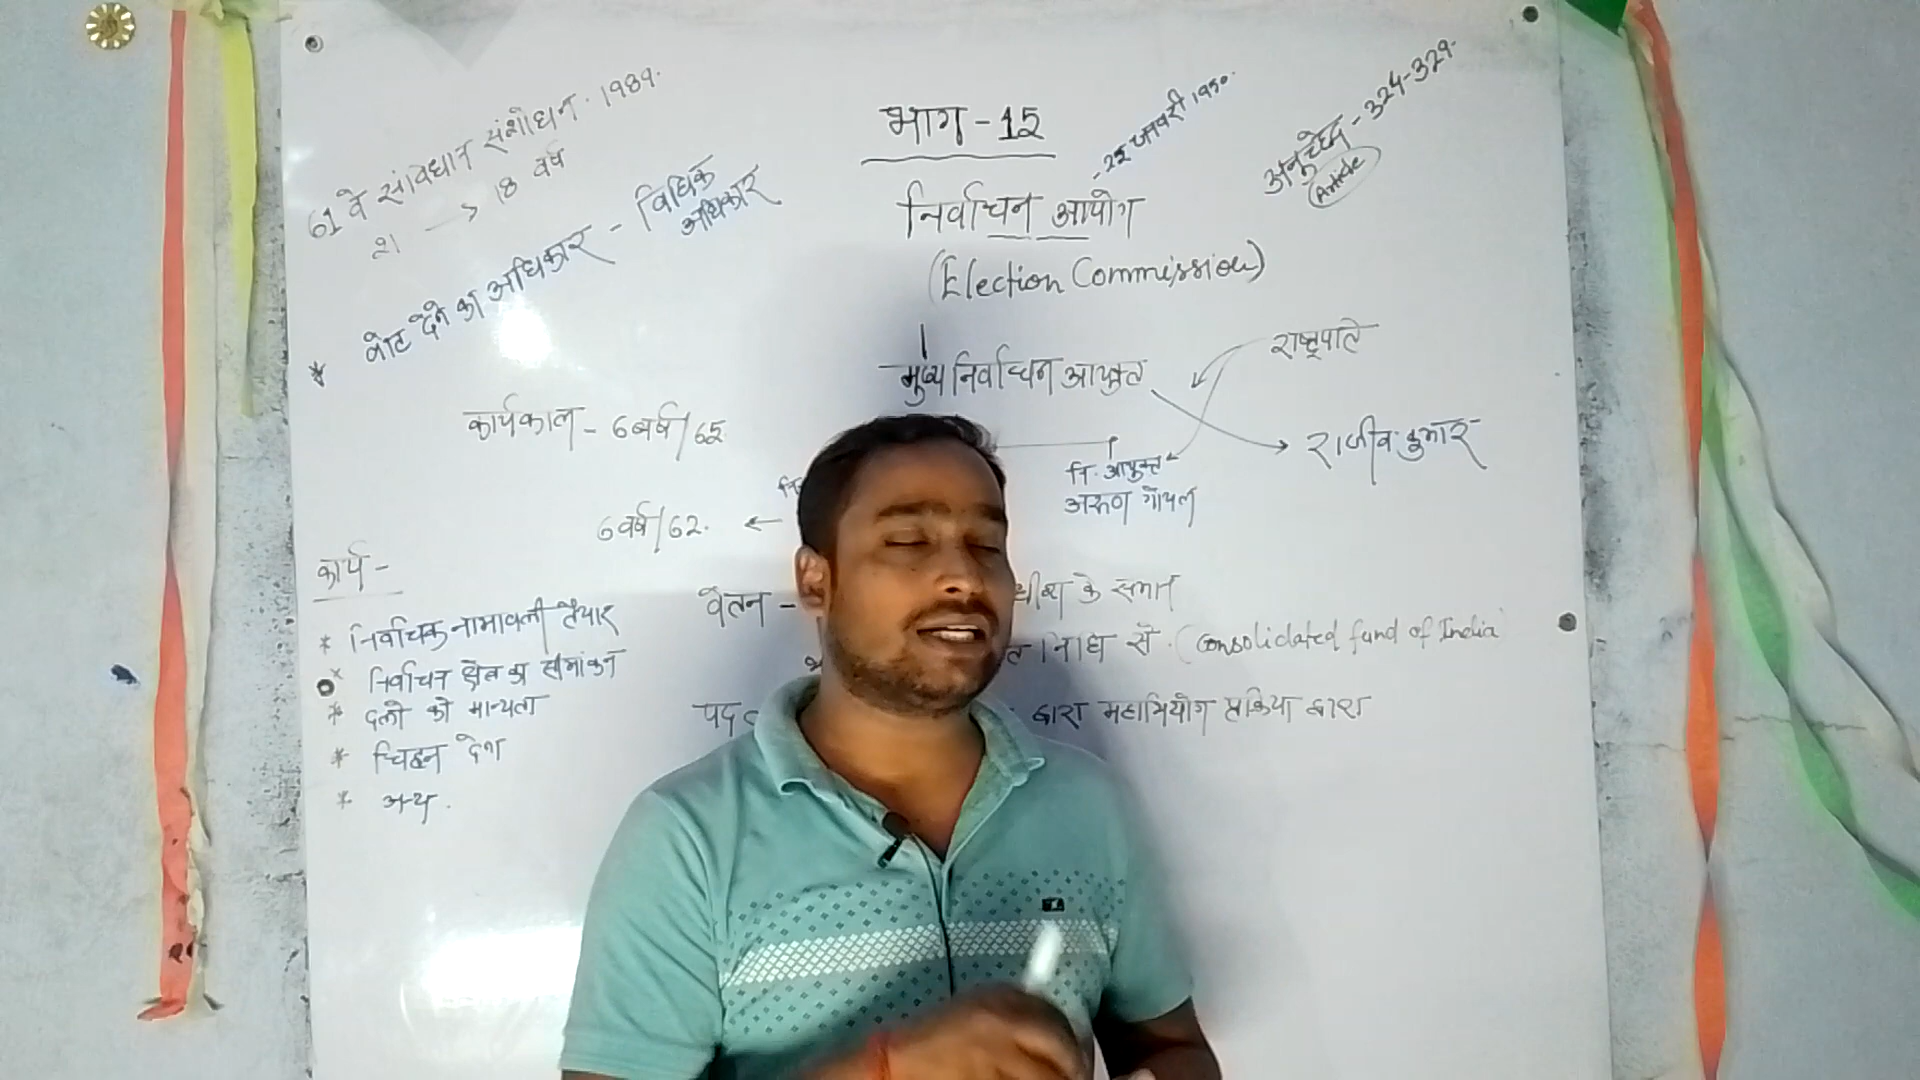 भाग - 15
61 वे संविधान संशोधन · 1989.
21 → 18 वर्ष
* वोट देने का अधिकार - विधिक अधिकार
- 25 जनवरी 1950.
अनुच्छेद - 324-329.
(Article)
निर्वाचन आयोग
(Election Commission)
मुख्य निर्वाचन आयुक्त
राष्ट्रपति
राजीव कुमार
कार्यकाल - 6 वर्ष / 65
नि. आयुक्त
अरुण गोयल
6 वर्ष / 62.
कार्य -
* निर्वाचक नामावली तैयार
* निर्वाचन क्षेत्र का सीमांकन
* दलों को मान्यता
* चिह्न देना
* अन्य.
वेतन - के समान
निधि से. (Consolidated fund of India
द्वारा महाभियोग प्रक्रिया द्वारा